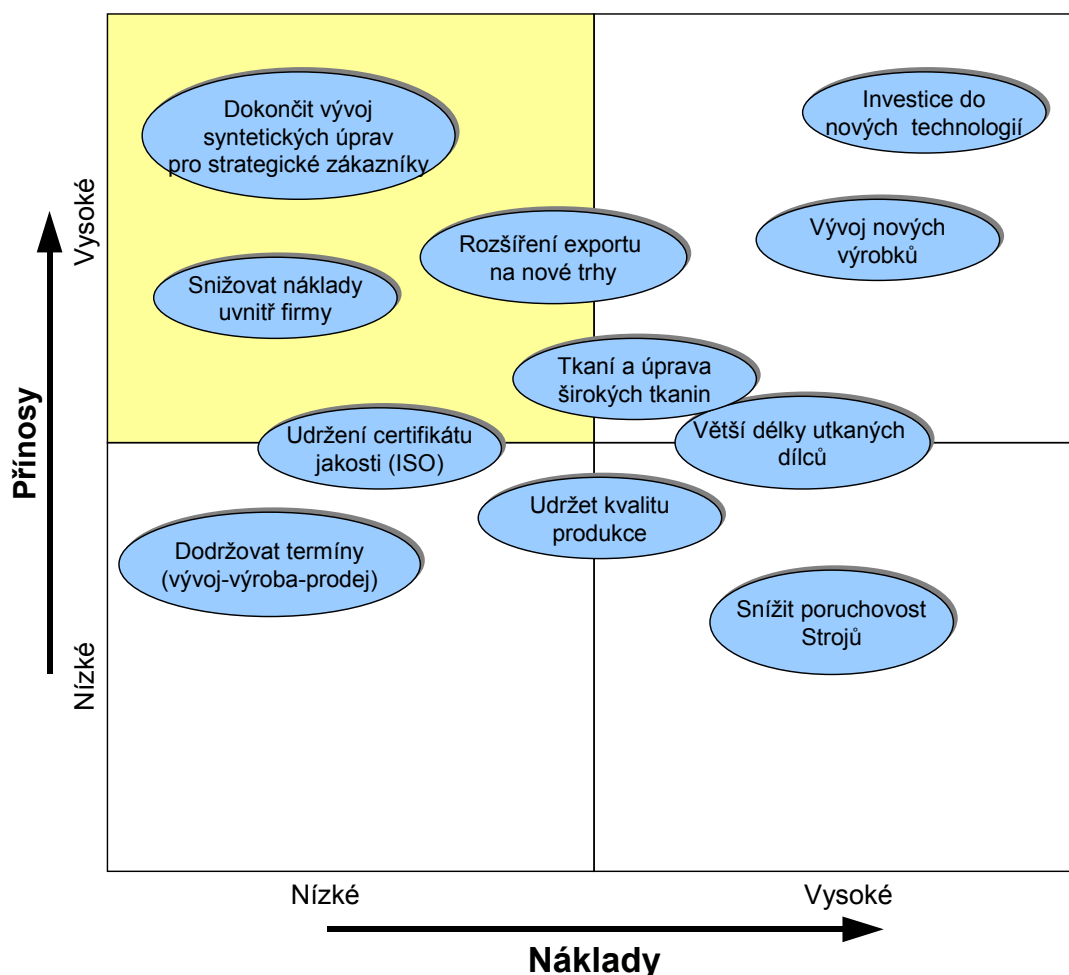 Dokončit vývoj
syntetických úprav
pro strategické zákazníky
Investice do
nových technologií
Vysoké
Rozšíření exportu
na nové trhy
Vývoj nových
výrobků
Snižovat náklady
uvnitř firmy
Tkaní a úprava
širokých tkanin
Přínosy
Udržení certifikátu
jakosti (ISO)
Větší délky utkaných
dílců
Udržet kvalitu
produkce
Dodržovat termíny
(vývoj-výroba-prodej)
Snížit poruchovost
Strojů
Nízké
Nízké
Vysoké
Náklady